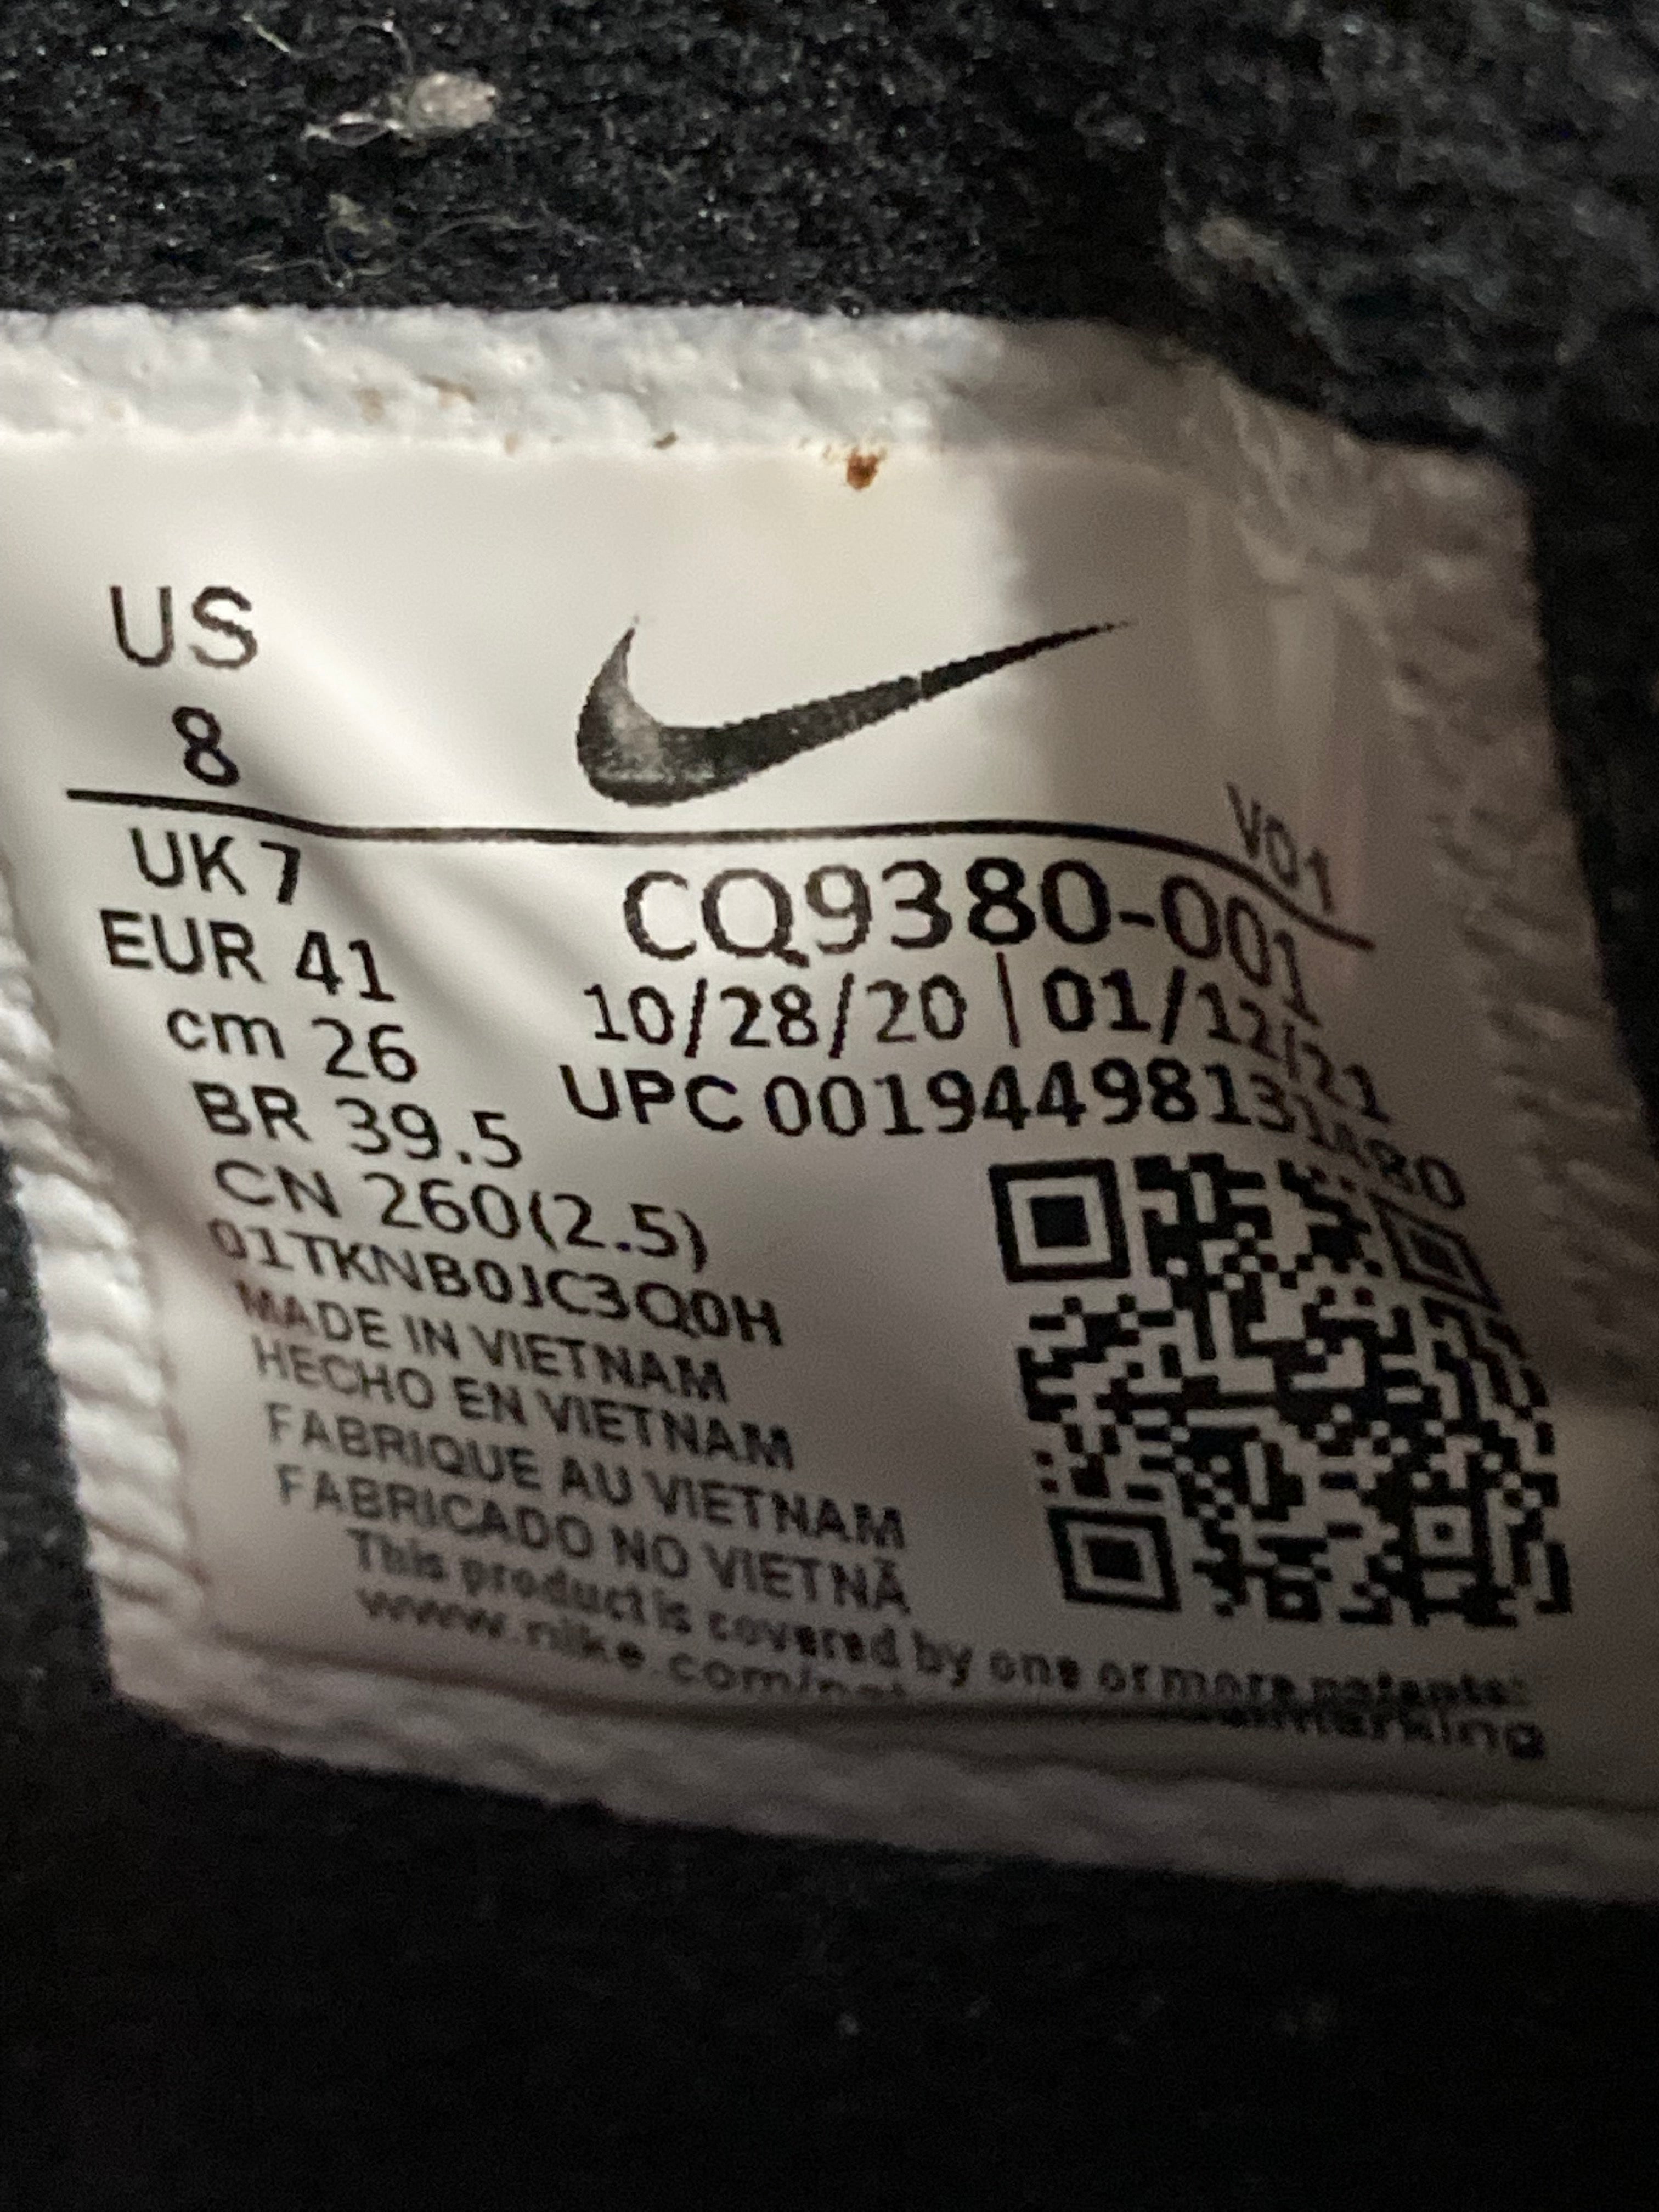 US
8
UK 7
EUR 41
cm 26
BR 39.5
CN 260(2.5)
01TKNB0JC3Q0H
MADE IN VIETNAM
HECHO EN VIETNAM
FABRIQUE AU VIETNAM
FABRICADO NO VIETNÃ
This product is covered by one or more patents:
V01
CQ9380-001
10/28/20 | 01/12/21
UPC